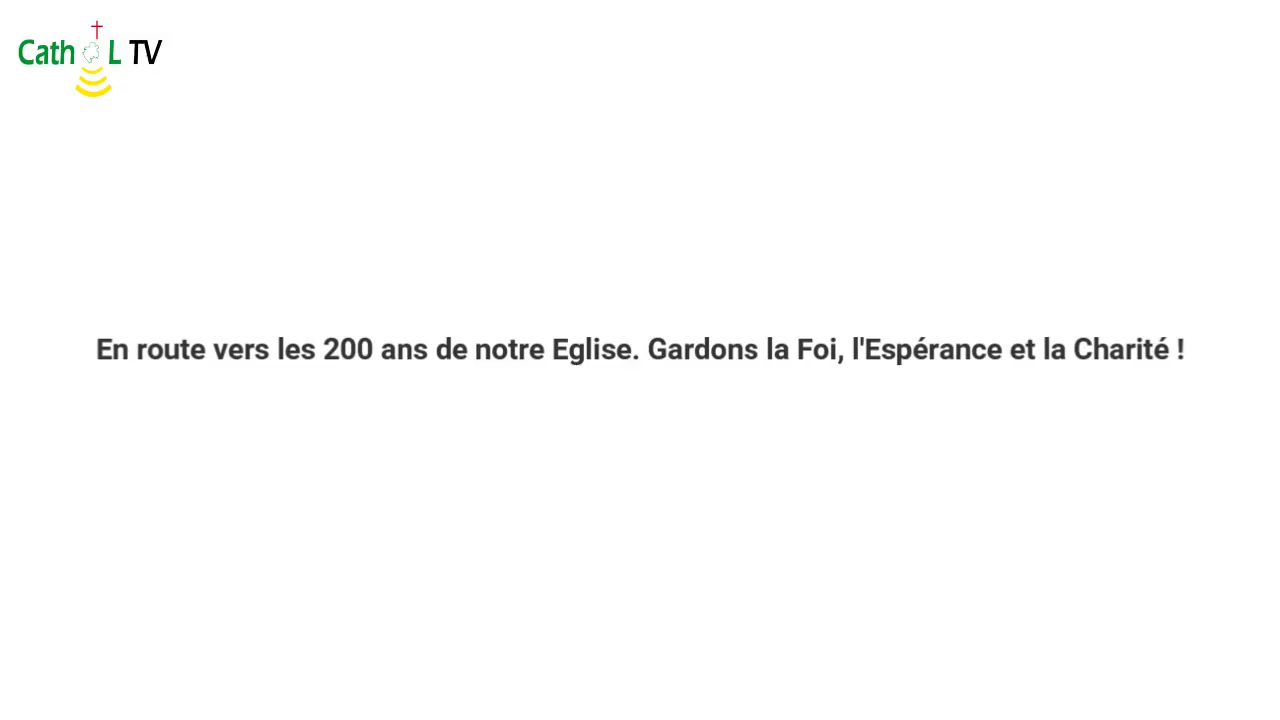 Cath L TV
En route vers les 200 ans de notre Eglise. Gardons la Foi, l'Espérance et la Charité !